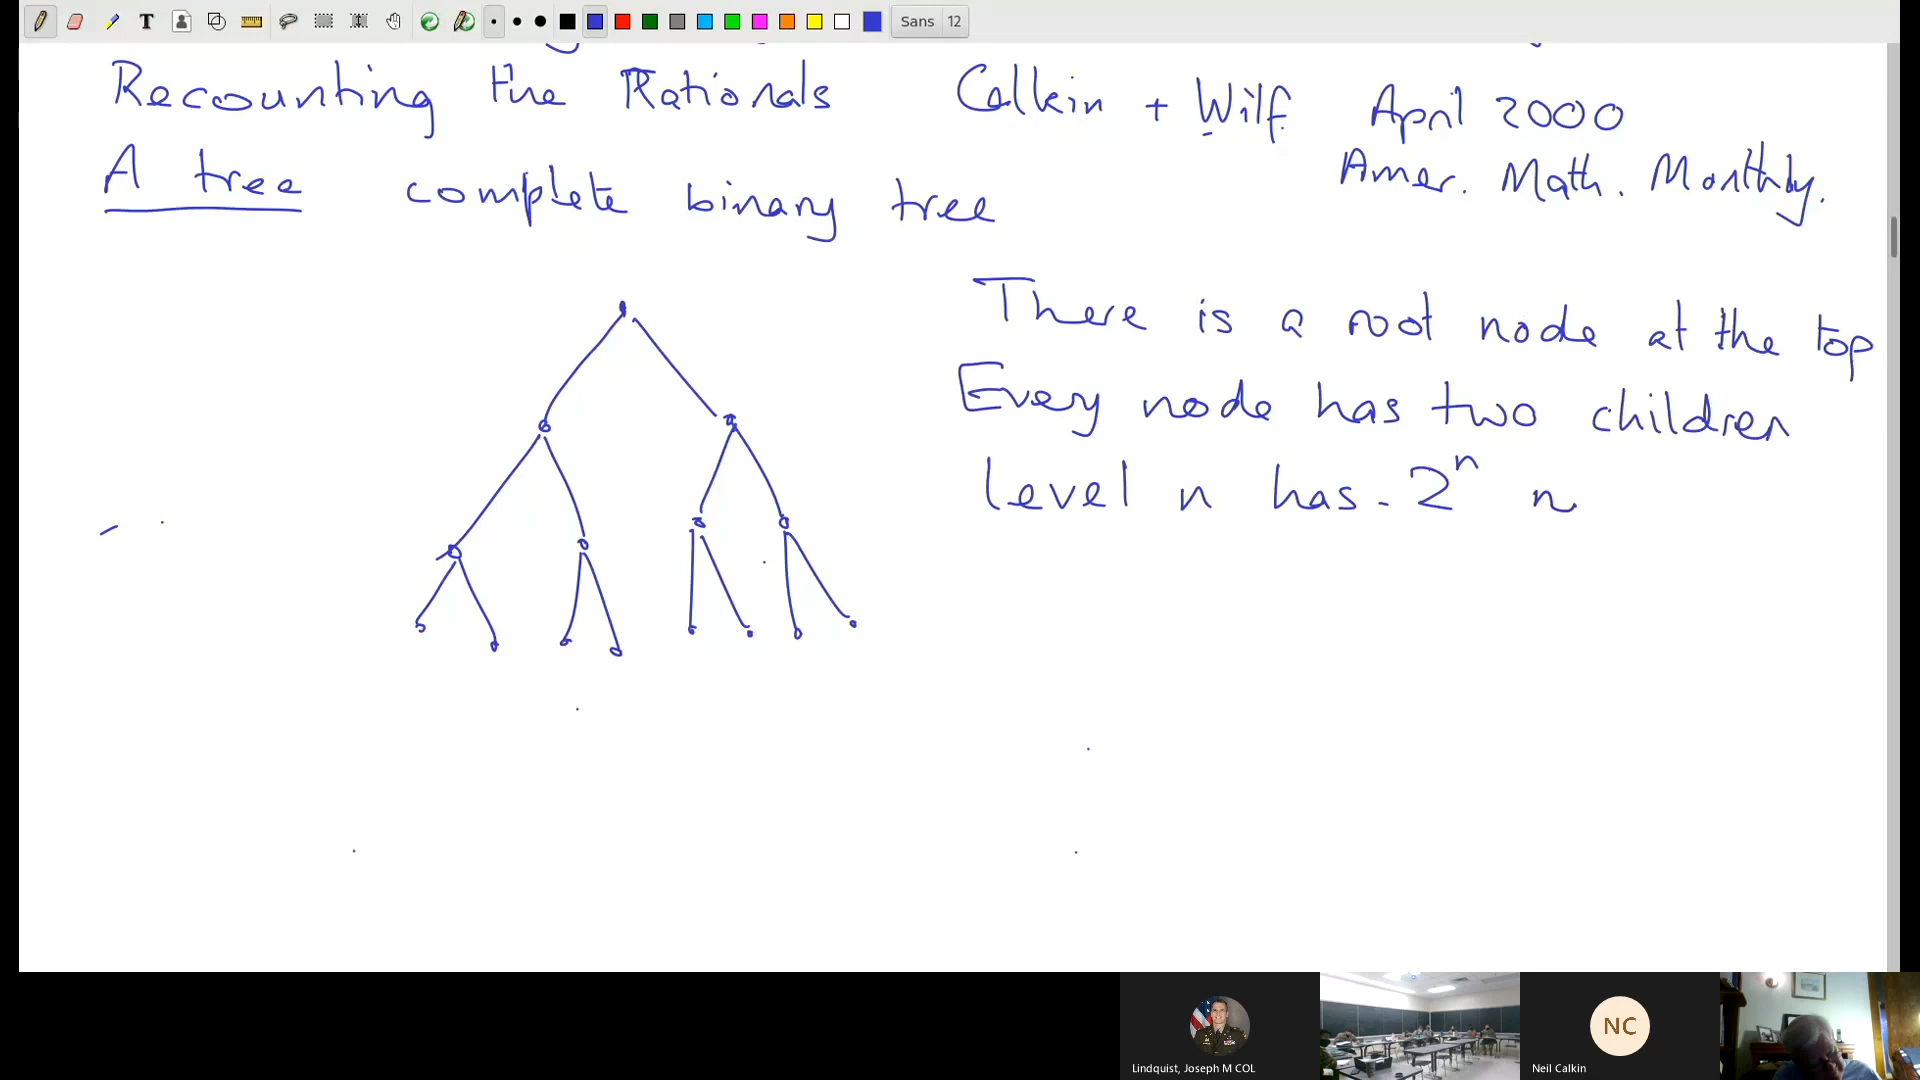 Sans 12
Recounting the Rationals Calkin + Wilf April 2000
Amer. Math. Monthly.
A tree complete binary tree
There is a root node at the top
Every node has two children
level n has 2^n n
Lindquist, Joseph M COL
NC
Neil Calkin